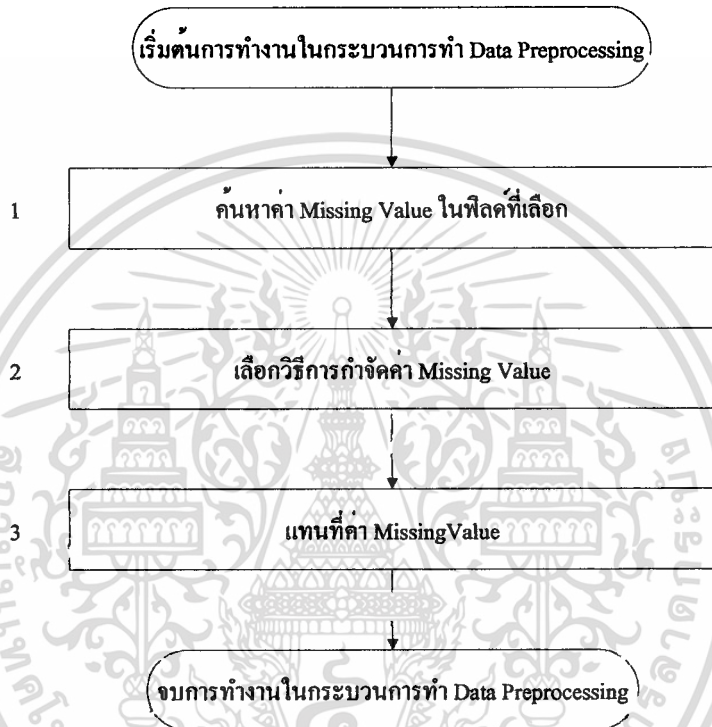 เริ่มต้นการทำงานในกระบวนการทำ Data Preprocessing
1 ค้นหาค่า Missing Value ในฟิลด์ที่เลือก
2 เลือกวิธีการกำจัดค่า Missing Value
3 แทนที่ค่า MissingValue
จบการทำงานในกระบวนการทำ Data Preprocessing